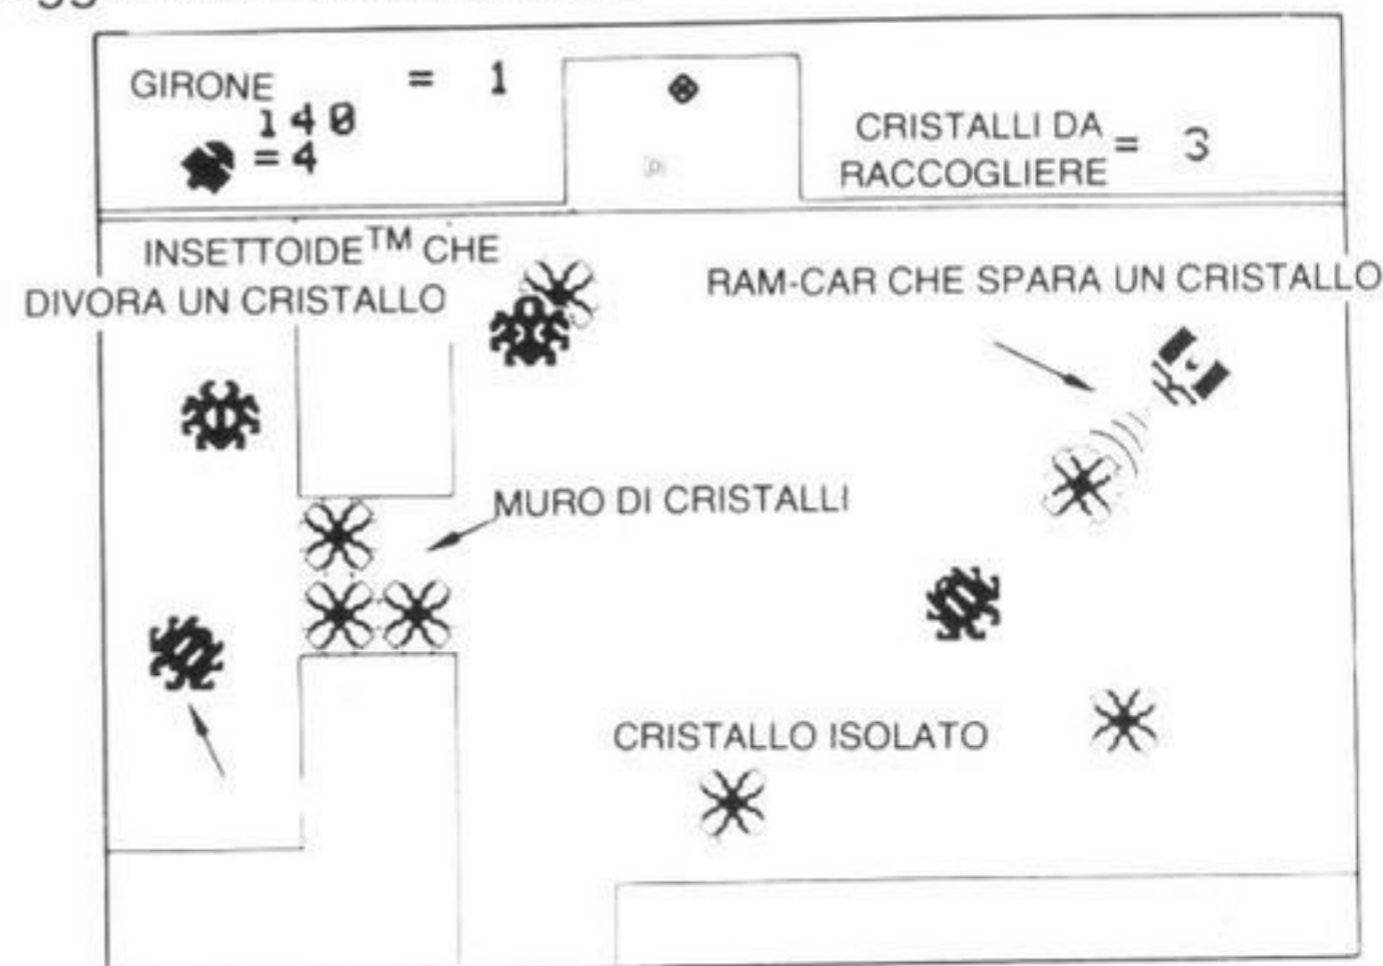 GIRONE = 1
140
= 4
CRISTALLI DA
RACCOGLIERE = 3
INSETTOIDE™ CHE
DIVORA UN CRISTALLO
RAM-CAR CHE SPARA UN CRISTALLO
MURO DI CRISTALLI
CRISTALLO ISOLATO